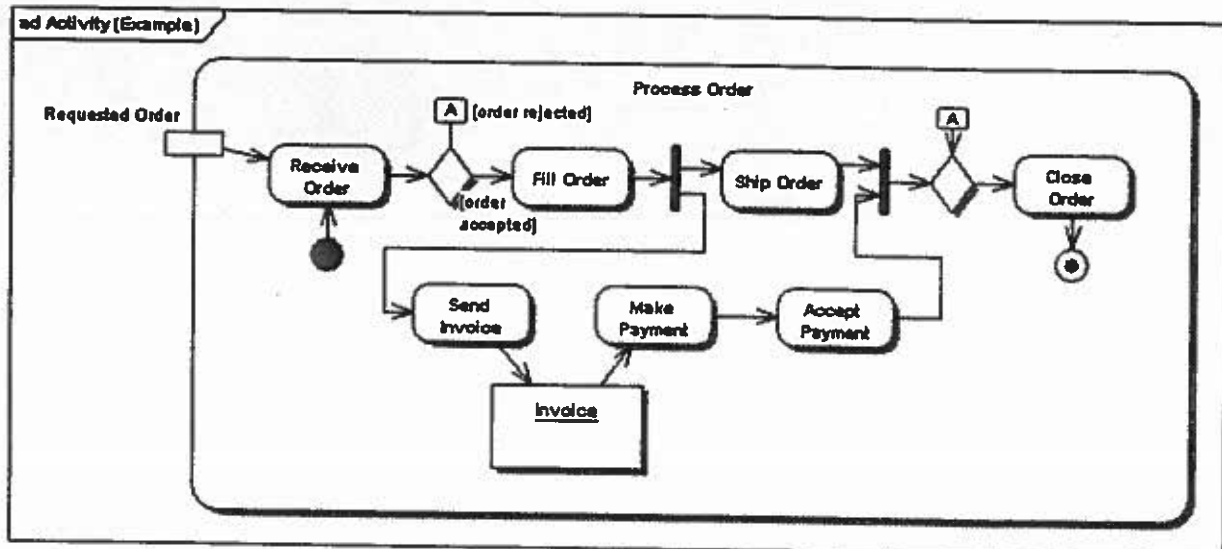 ad Activity [Example]
Process Order
Requested Order
A [order rejected]
A
Receive
Order
Fill Order
Ship Order
Close
Order
[order
accepted]
Send
Invoice
Make
Payment
Accept
Payment
Invoice